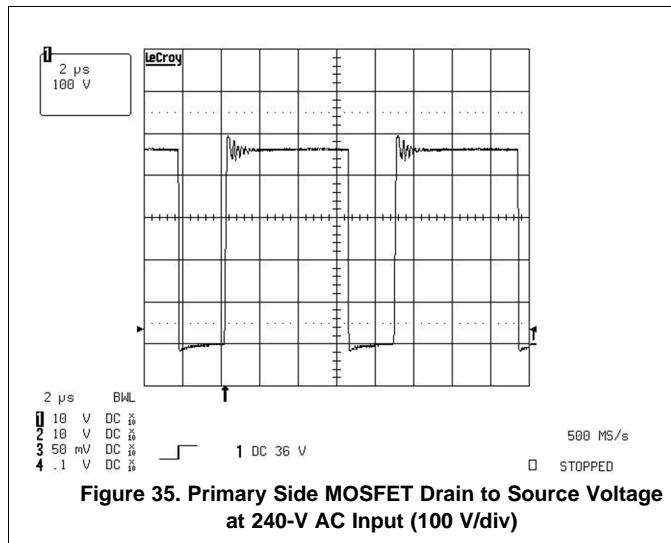 1
2 µs
100 V
LeCroy
2 µs BWL
1 10 V DC X10
2 10 V DC X10
3 50 mV DC X10
4 .1 V DC X10
1 DC 36 V
500 MS/s
STOPPED
Figure 35. Primary Side MOSFET Drain to Source Voltage
at 240-V AC Input (100 V/div)